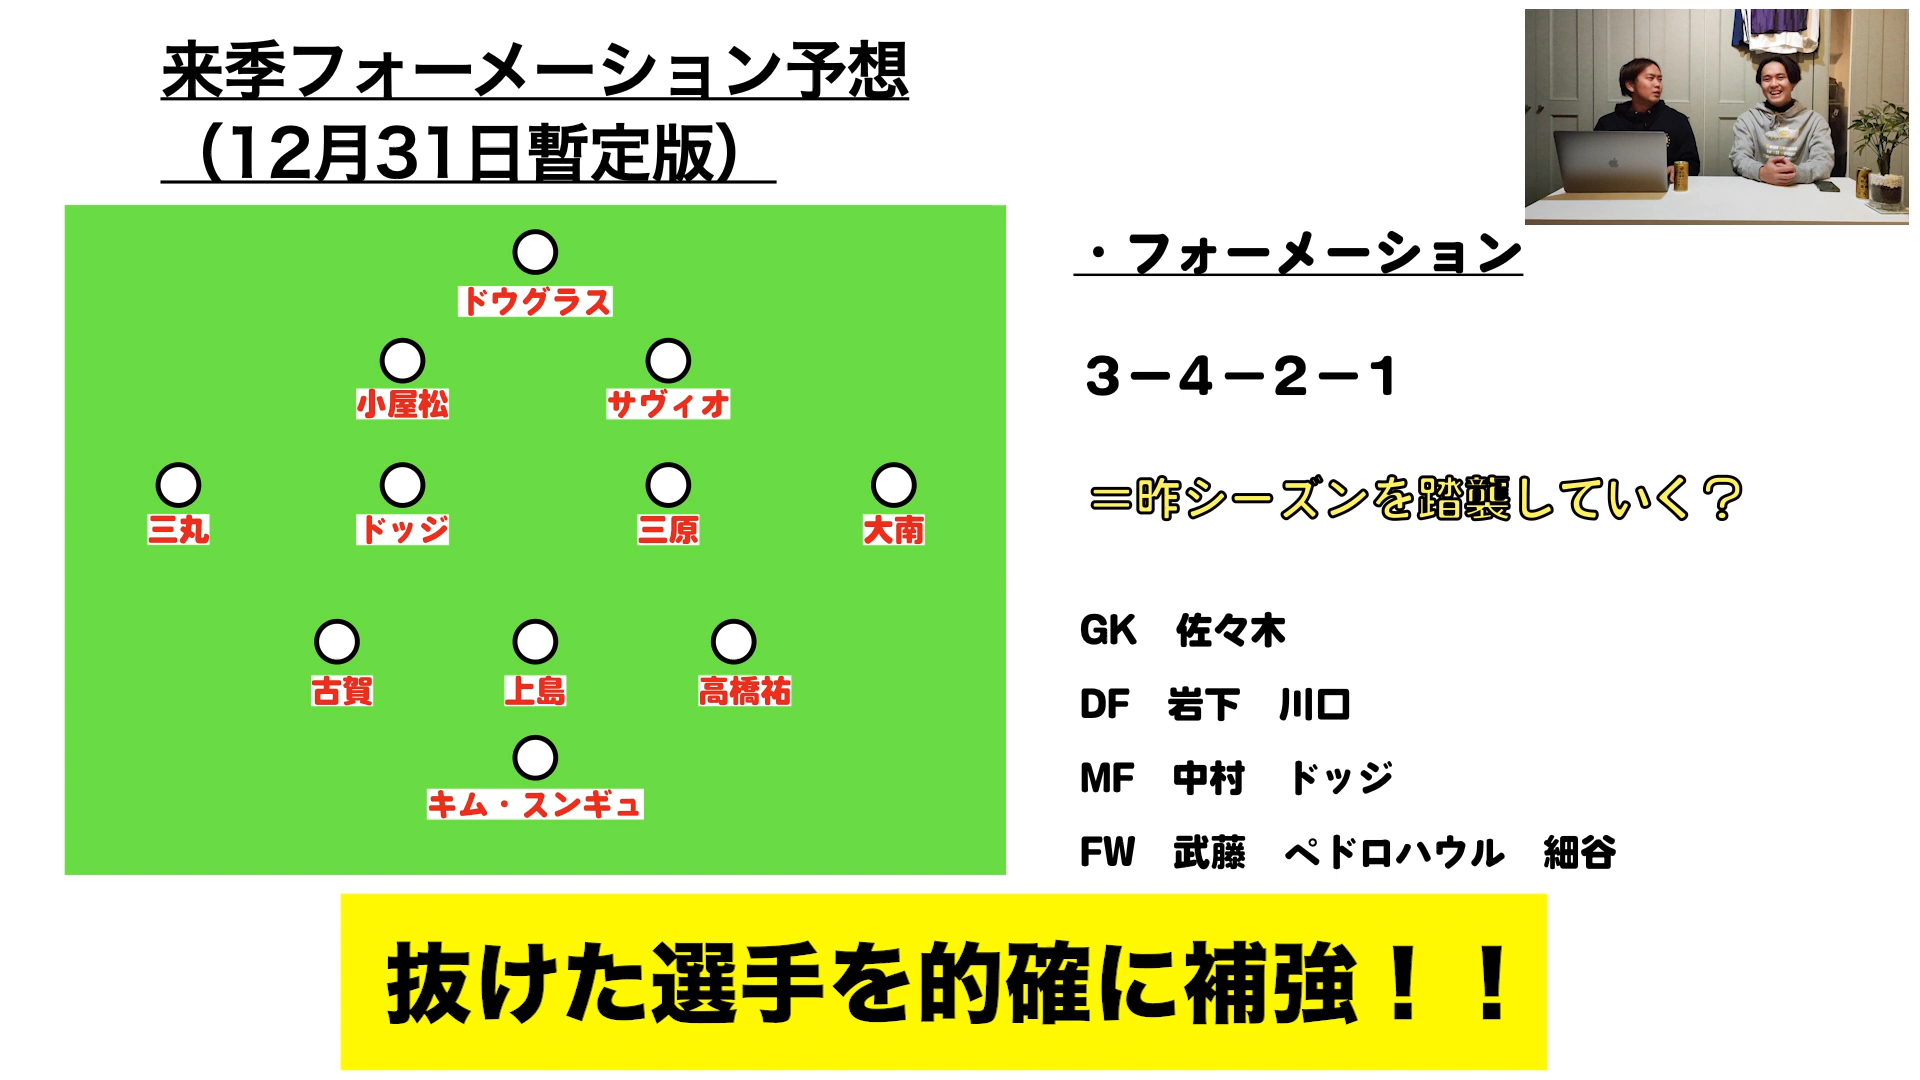 来季フォーメーション予想
（12月31日暫定版）
ドウグラス
小屋松
サヴィオ
三丸
ドッジ
三原
大南
古賀
上島
高橋祐
キム・スンギュ
・フォーメーション
３－４－２－１
＝昨シーズンを踏襲していく？
GK　佐々木
DF　岩下　川口
MF　中村　ドッジ
FW　武藤　ペドロハウル　細谷
抜けた選手を的確に補強！！